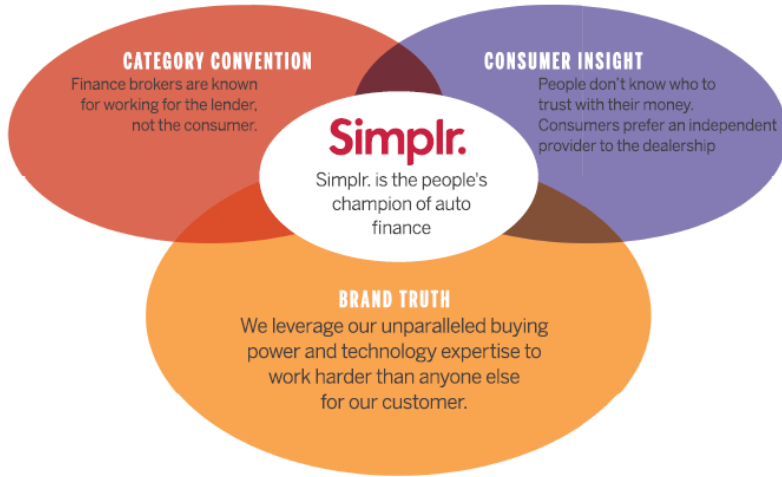 CATEGORY CONVENTION
Finance brokers are known
for working for the lender,
not the consumer.
CONSUMER INSIGHT
People don't know who to
trust with their money.
Consumers prefer an independent
provider to the dealership
Simplr.
Simplr. is the people's
champion of auto
finance
BRAND TRUTH
We leverage our unparalleled buying
power and technology expertise to
work harder than anyone else
for our customer.